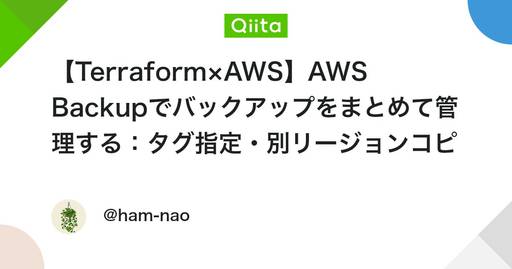 Qiita
【Terraform×AWS】AWS
Backupでバックアップをまとめて管
理する：タグ指定・別リージョンコピ
@ham-nao